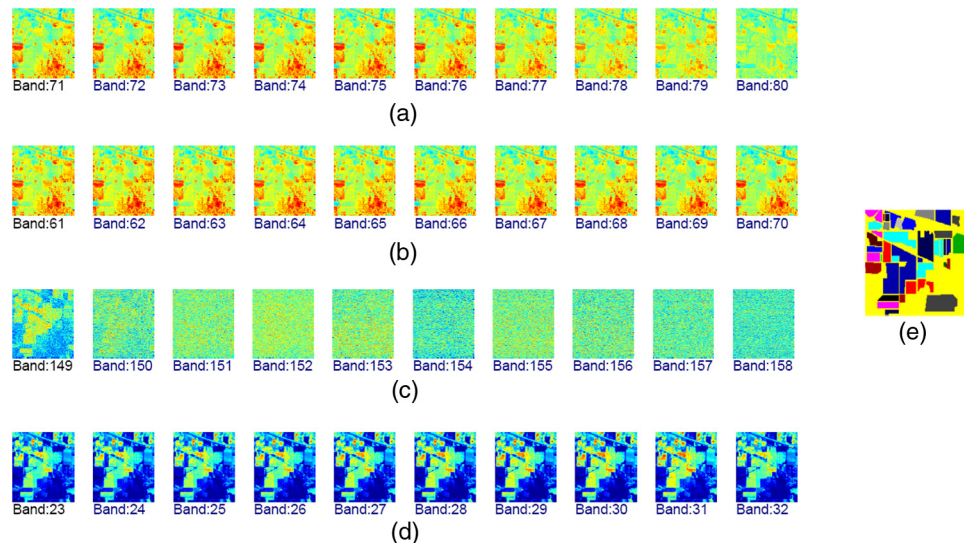 Band:71 Band:72 Band:73 Band:74 Band:75 Band:76 Band:77 Band:78 Band:79 Band:80
(a)
Band:61 Band:62 Band:63 Band:64 Band:65 Band:66 Band:67 Band:68 Band:69 Band:70
(b)
(e)
Band:149 Band:150 Band:151 Band:152 Band:153 Band:154 Band:155 Band:156 Band:157 Band:158
(c)
Band:23 Band:24 Band:25 Band:26 Band:27 Band:28 Band:29 Band:30 Band:31 Band:32
(d)